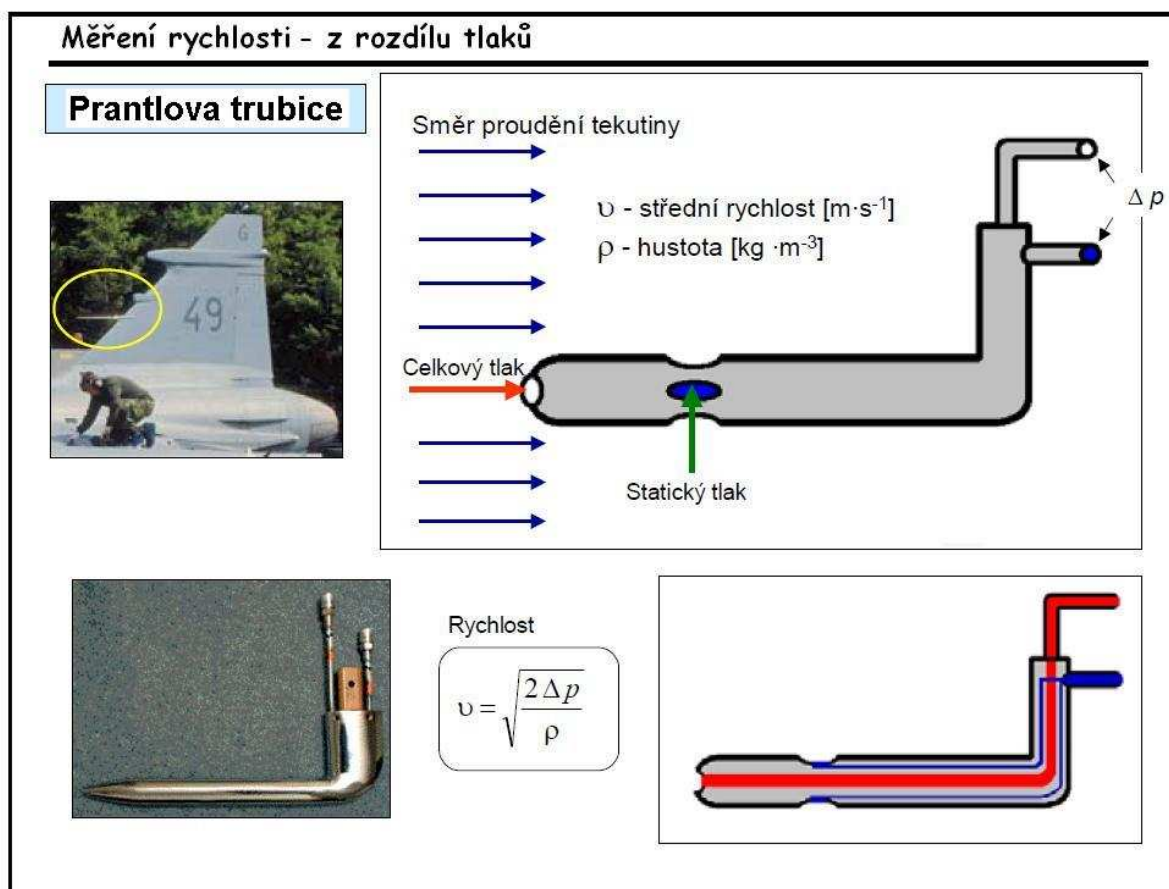 Měření rychlosti - z rozdílu tlaků
Prantlova trubice
Směr proudění tekutiny
υ - střední rychlost [m·s⁻¹]
ρ - hustota [kg ·m⁻³]
Δ p
49
G
Celkový tlak
Statický tlak
Rychlost
υ = √(2 Δ p / ρ)